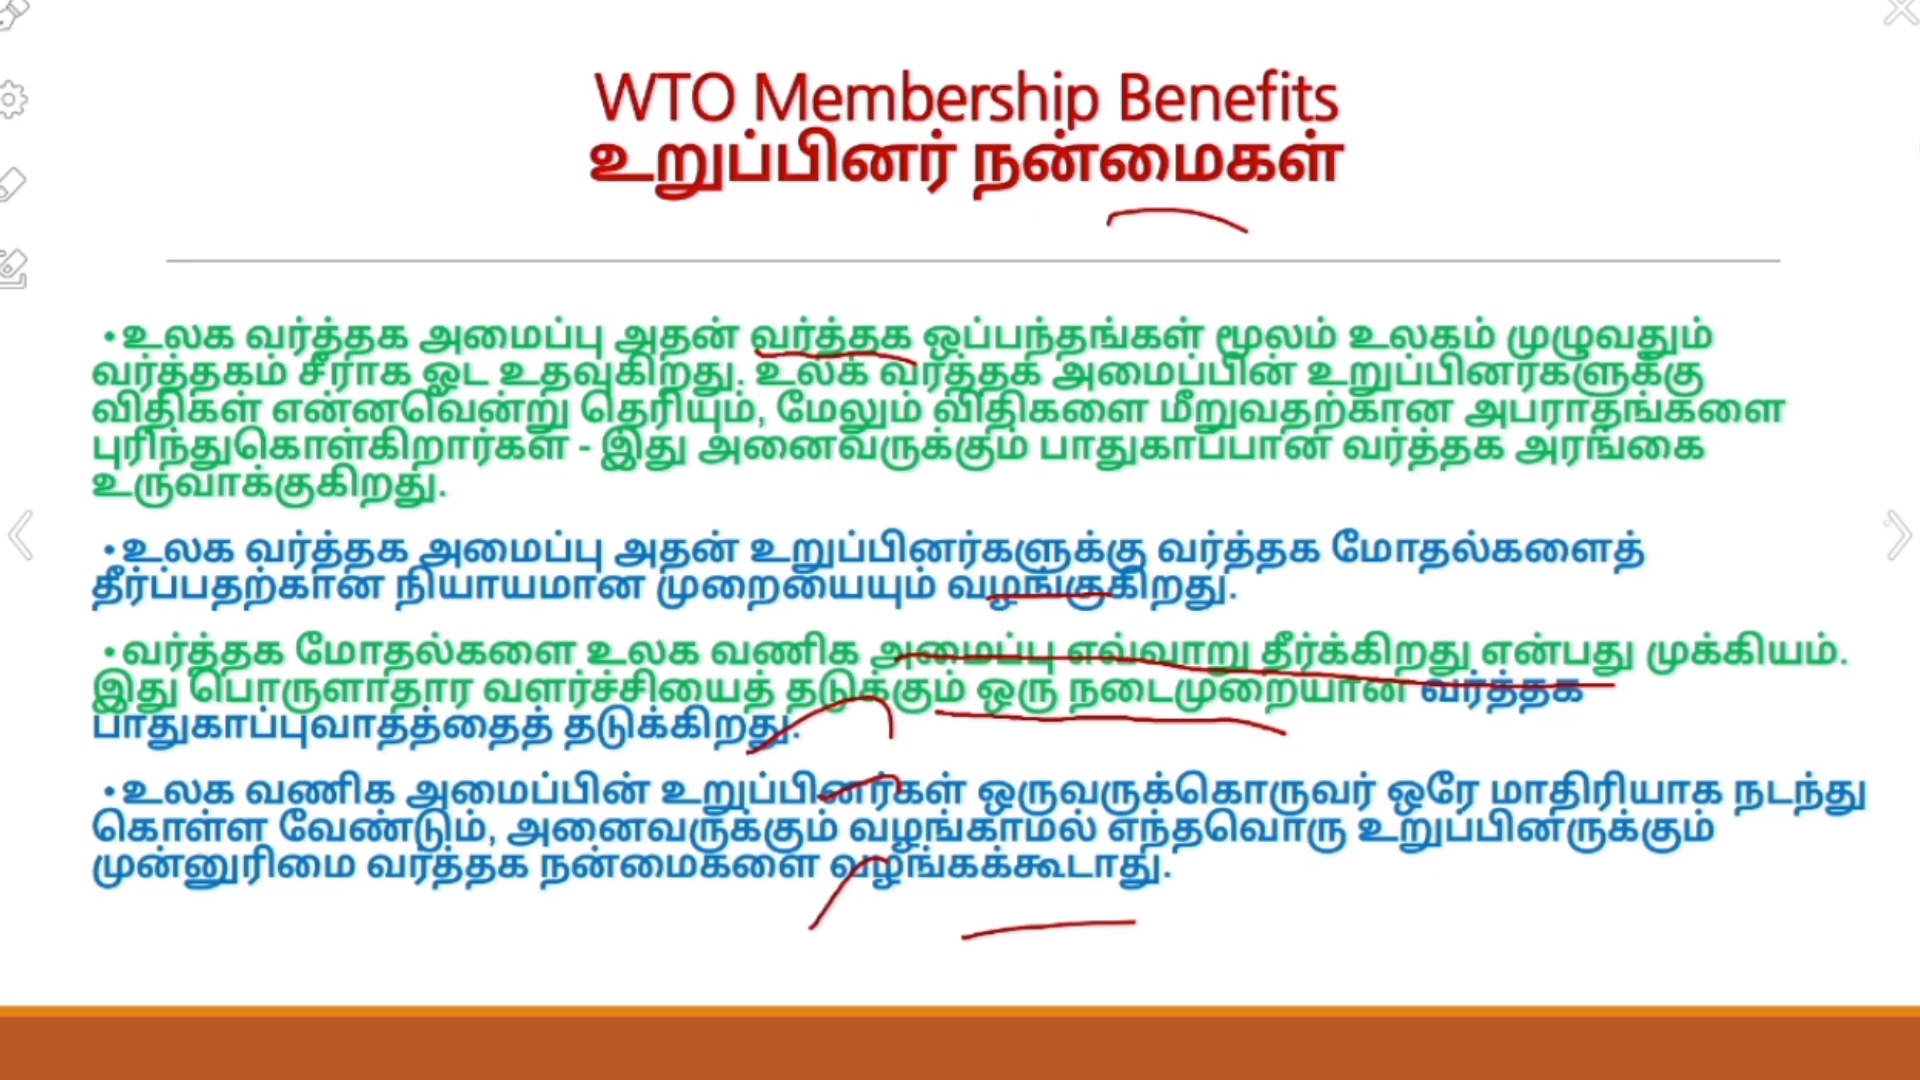 WTO Membership Benefits
உறுப்பினர் நன்மைகள்
•உலக வர்த்தக அமைப்பு அதன் வர்த்தக ஒப்பந்தங்கள் மூலம் உலகம் முழுவதும்
வர்த்தகம் சீராக ஓட உதவுகிறது. உலக வர்த்தக அமைப்பின் உறுப்பினர்களுக்கு
விதிகள் என்னவென்று தெரியும், மேலும் விதிகளை மீறுவதற்கான அபராதங்களை
புரிந்துகொள்கிறார்கள் - இது அனைவருக்கும் பாதுகாப்பான வர்த்தக அரங்கை
உருவாக்குகிறது.
•உலக வர்த்தக அமைப்பு அதன் உறுப்பினர்களுக்கு வர்த்தக மோதல்களைத்
தீர்ப்பதற்கான நியாயமான முறையையும் வழங்குகிறது.
•வர்த்தக மோதல்களை உலக வணிக அமைப்பு எவ்வாறு தீர்க்கிறது என்பது முக்கியம்.
இது பொருளாதார வளர்ச்சியைத் தடுக்கும் ஒரு நடைமுறையான வர்த்தக
பாதுகாப்புவாதத்தைத் தடுக்கிறது.
•உலக வணிக அமைப்பின் உறுப்பினர்கள் ஒருவருக்கொருவர் ஒரே மாதிரியாக நடந்து
கொள்ள வேண்டும், அனைவருக்கும் வழங்காமல் எந்தவொரு உறுப்பினருக்கும்
முன்னுரிமை வர்த்தக நன்மைகளை வழங்கக்கூடாது.